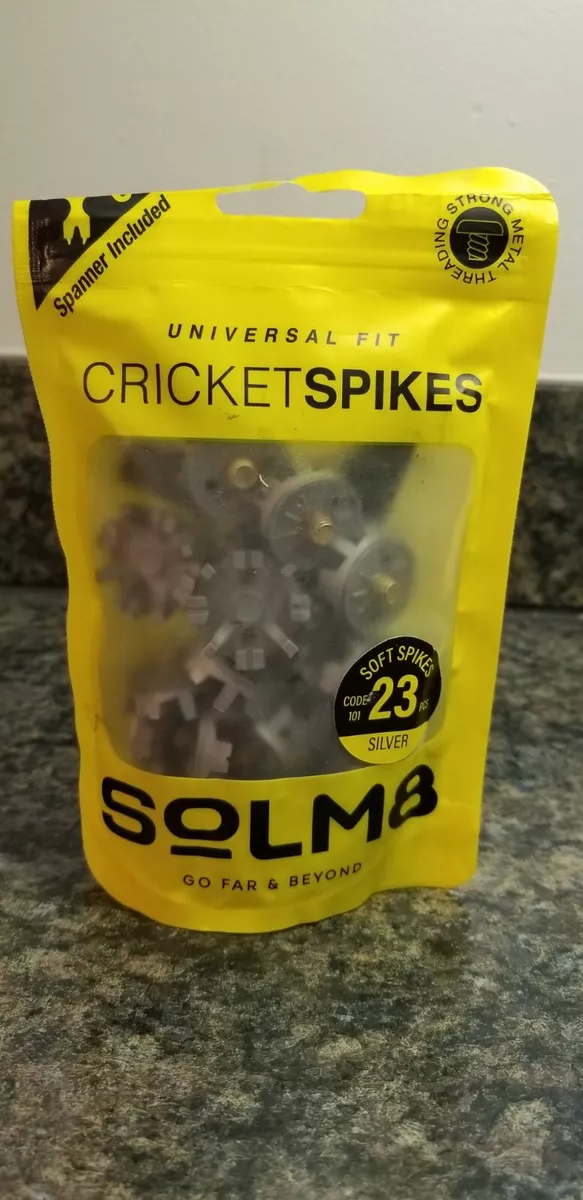 Spanner Included
STRONG METAL THREADING
UNIVERSAL FIT
CRICKETSPIKES
SOFT SPIKES
CODE 101
23 PCS
SILVER
SOLM8
GO FAR & BEYOND